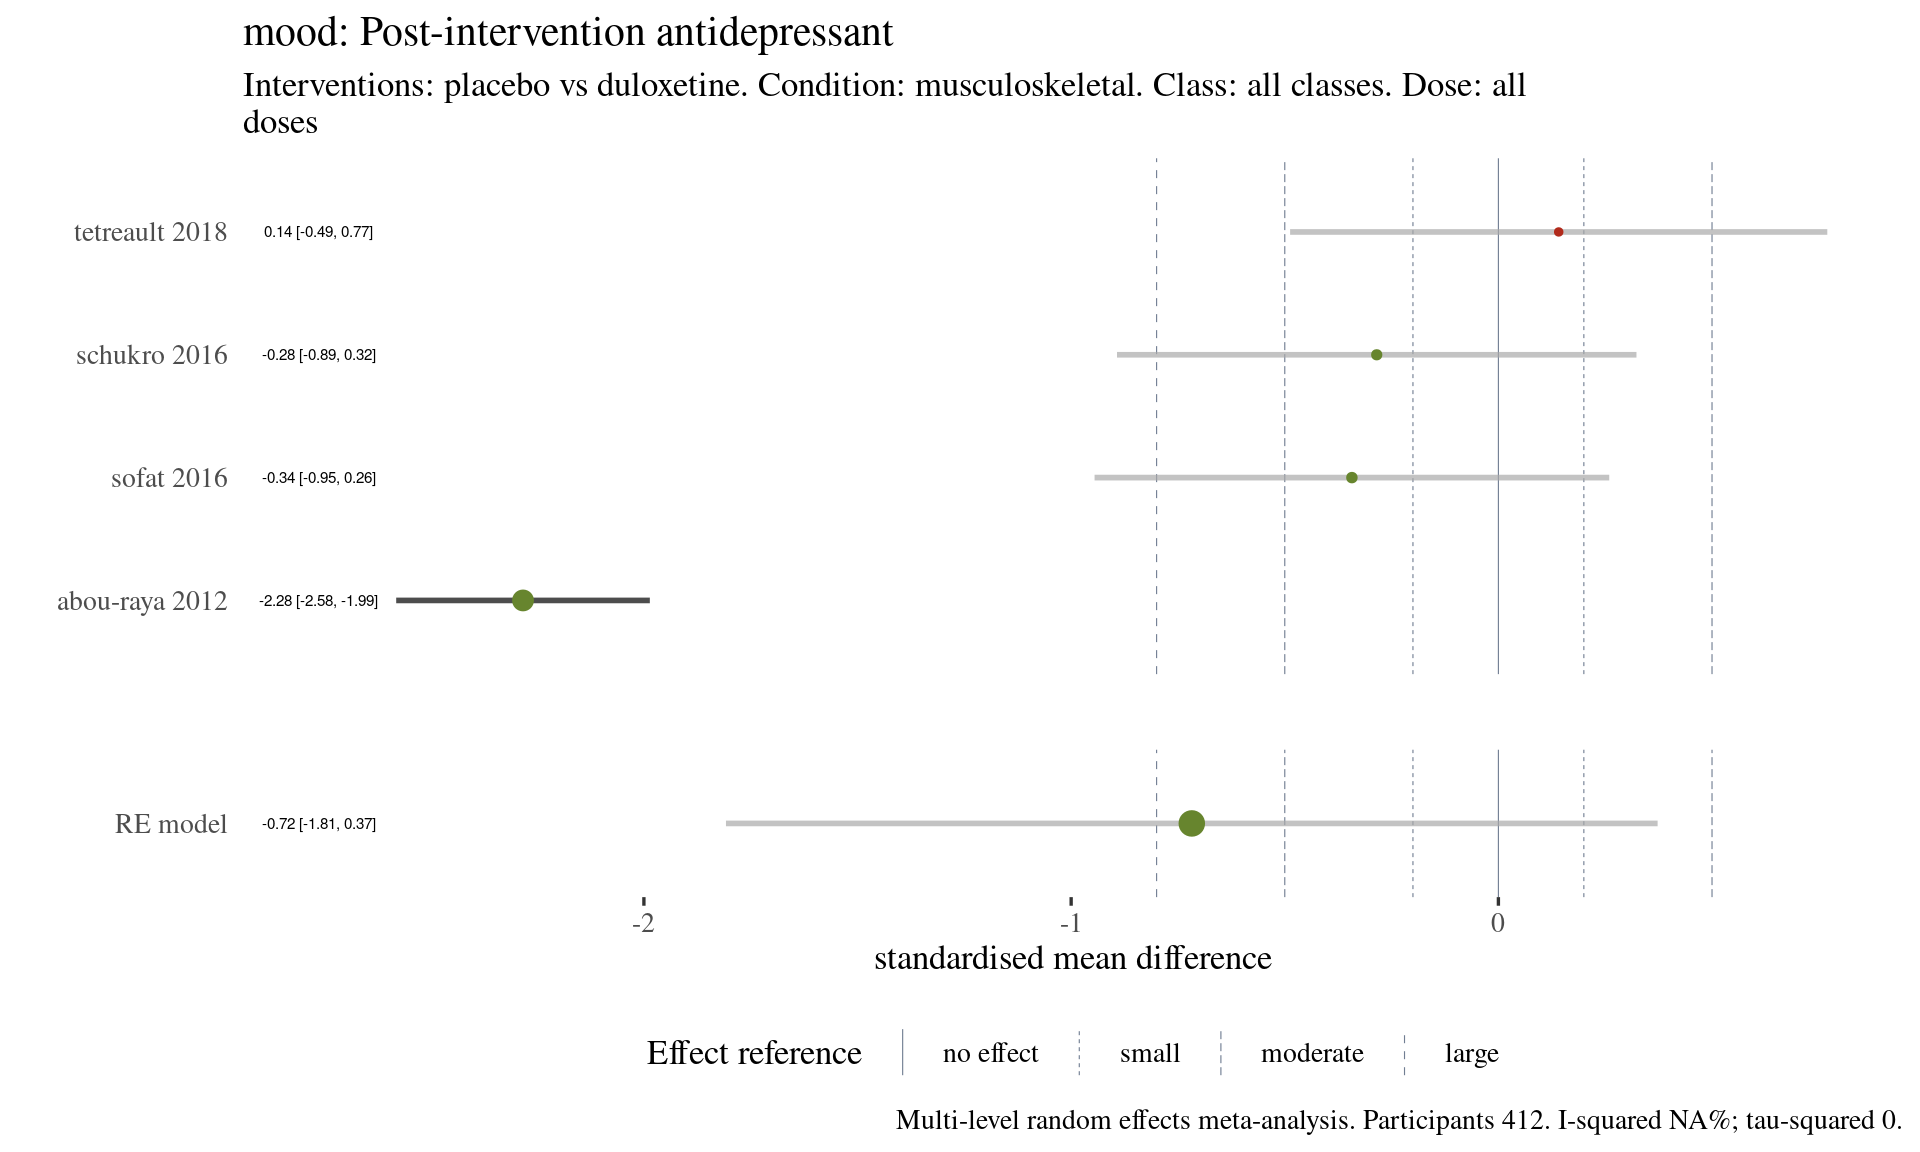 mood: Post-intervention antidepressant
Interventions: placebo vs duloxetine. Condition: musculoskeletal. Class: all classes. Dose: all
doses
tetreault 2018 0.14 [-0.49, 0.77]
schukro 2016 -0.28 [-0.89, 0.32]
sofat 2016 -0.34 [-0.95, 0.26]
abou-raya 2012 -2.28 [-2.58, -1.99]
RE model -0.72 [-1.81, 0.37]
-2 -1 0
standardised mean difference
Effect reference no effect small moderate large
Multi-level random effects meta-analysis. Participants 412. I-squared NA%; tau-squared 0.